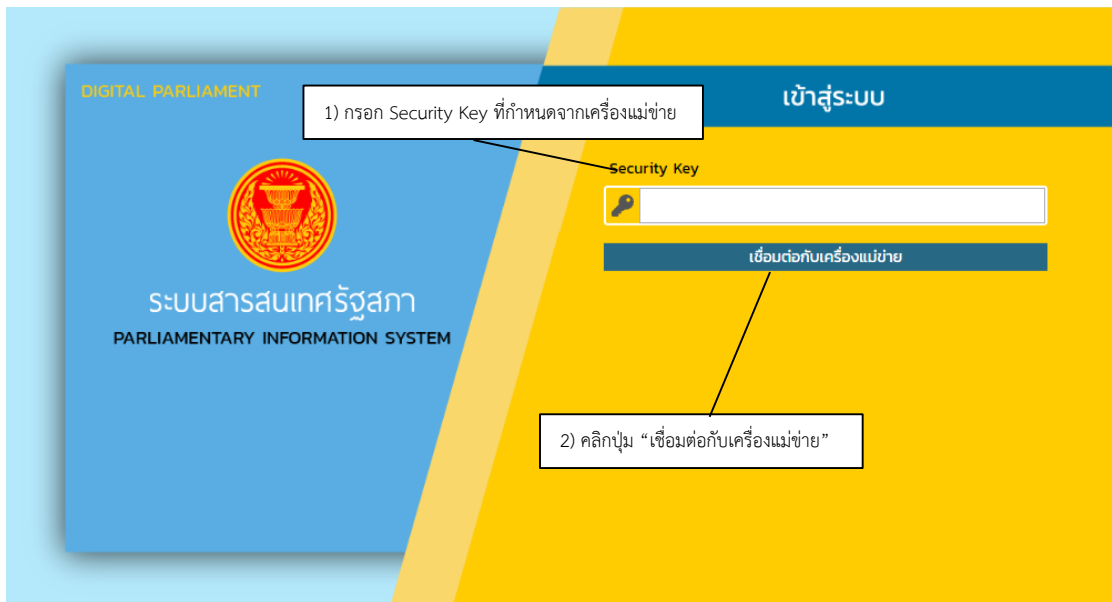 DIGITAL PARLIAMENT
ระบบสารสนเทศรัฐสภา
PARLIAMENTARY INFORMATION SYSTEM
เข้าสู่ระบบ
1) กรอก Security Key ที่กำหนดจากเครื่องแม่ข่าย
Security Key
เชื่อมต่อกับเครื่องแม่ข่าย
2) คลิกปุ่ม “เชื่อมต่อกับเครื่องแม่ข่าย”